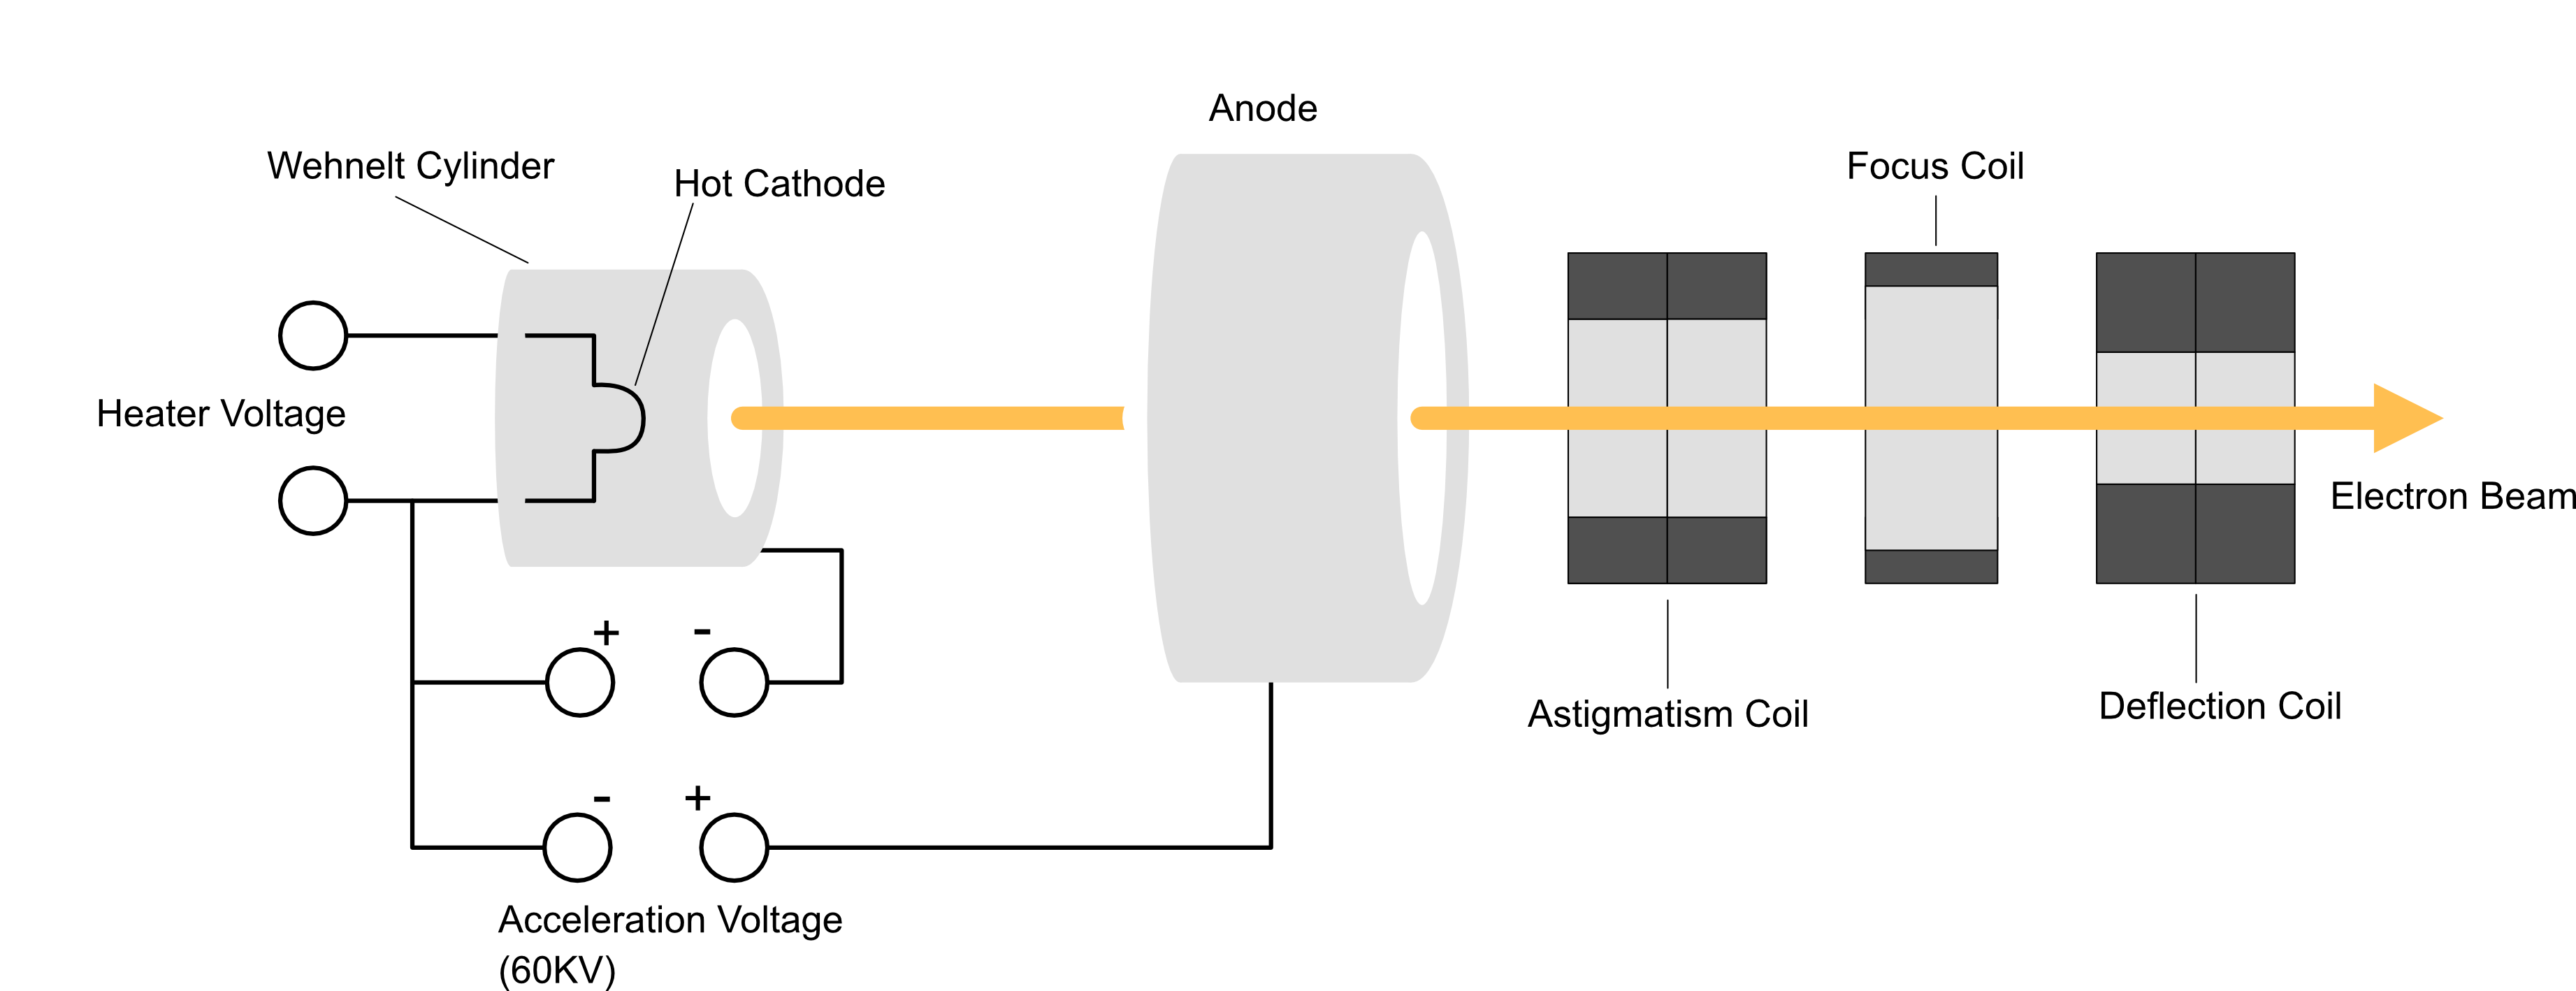 Anode
Wehnelt Cylinder
Hot Cathode
Focus Coil
Heater Voltage
Electron Beam
+
-
Astigmatism Coil
Deflection Coil
-
+
Acceleration Voltage
(60KV)